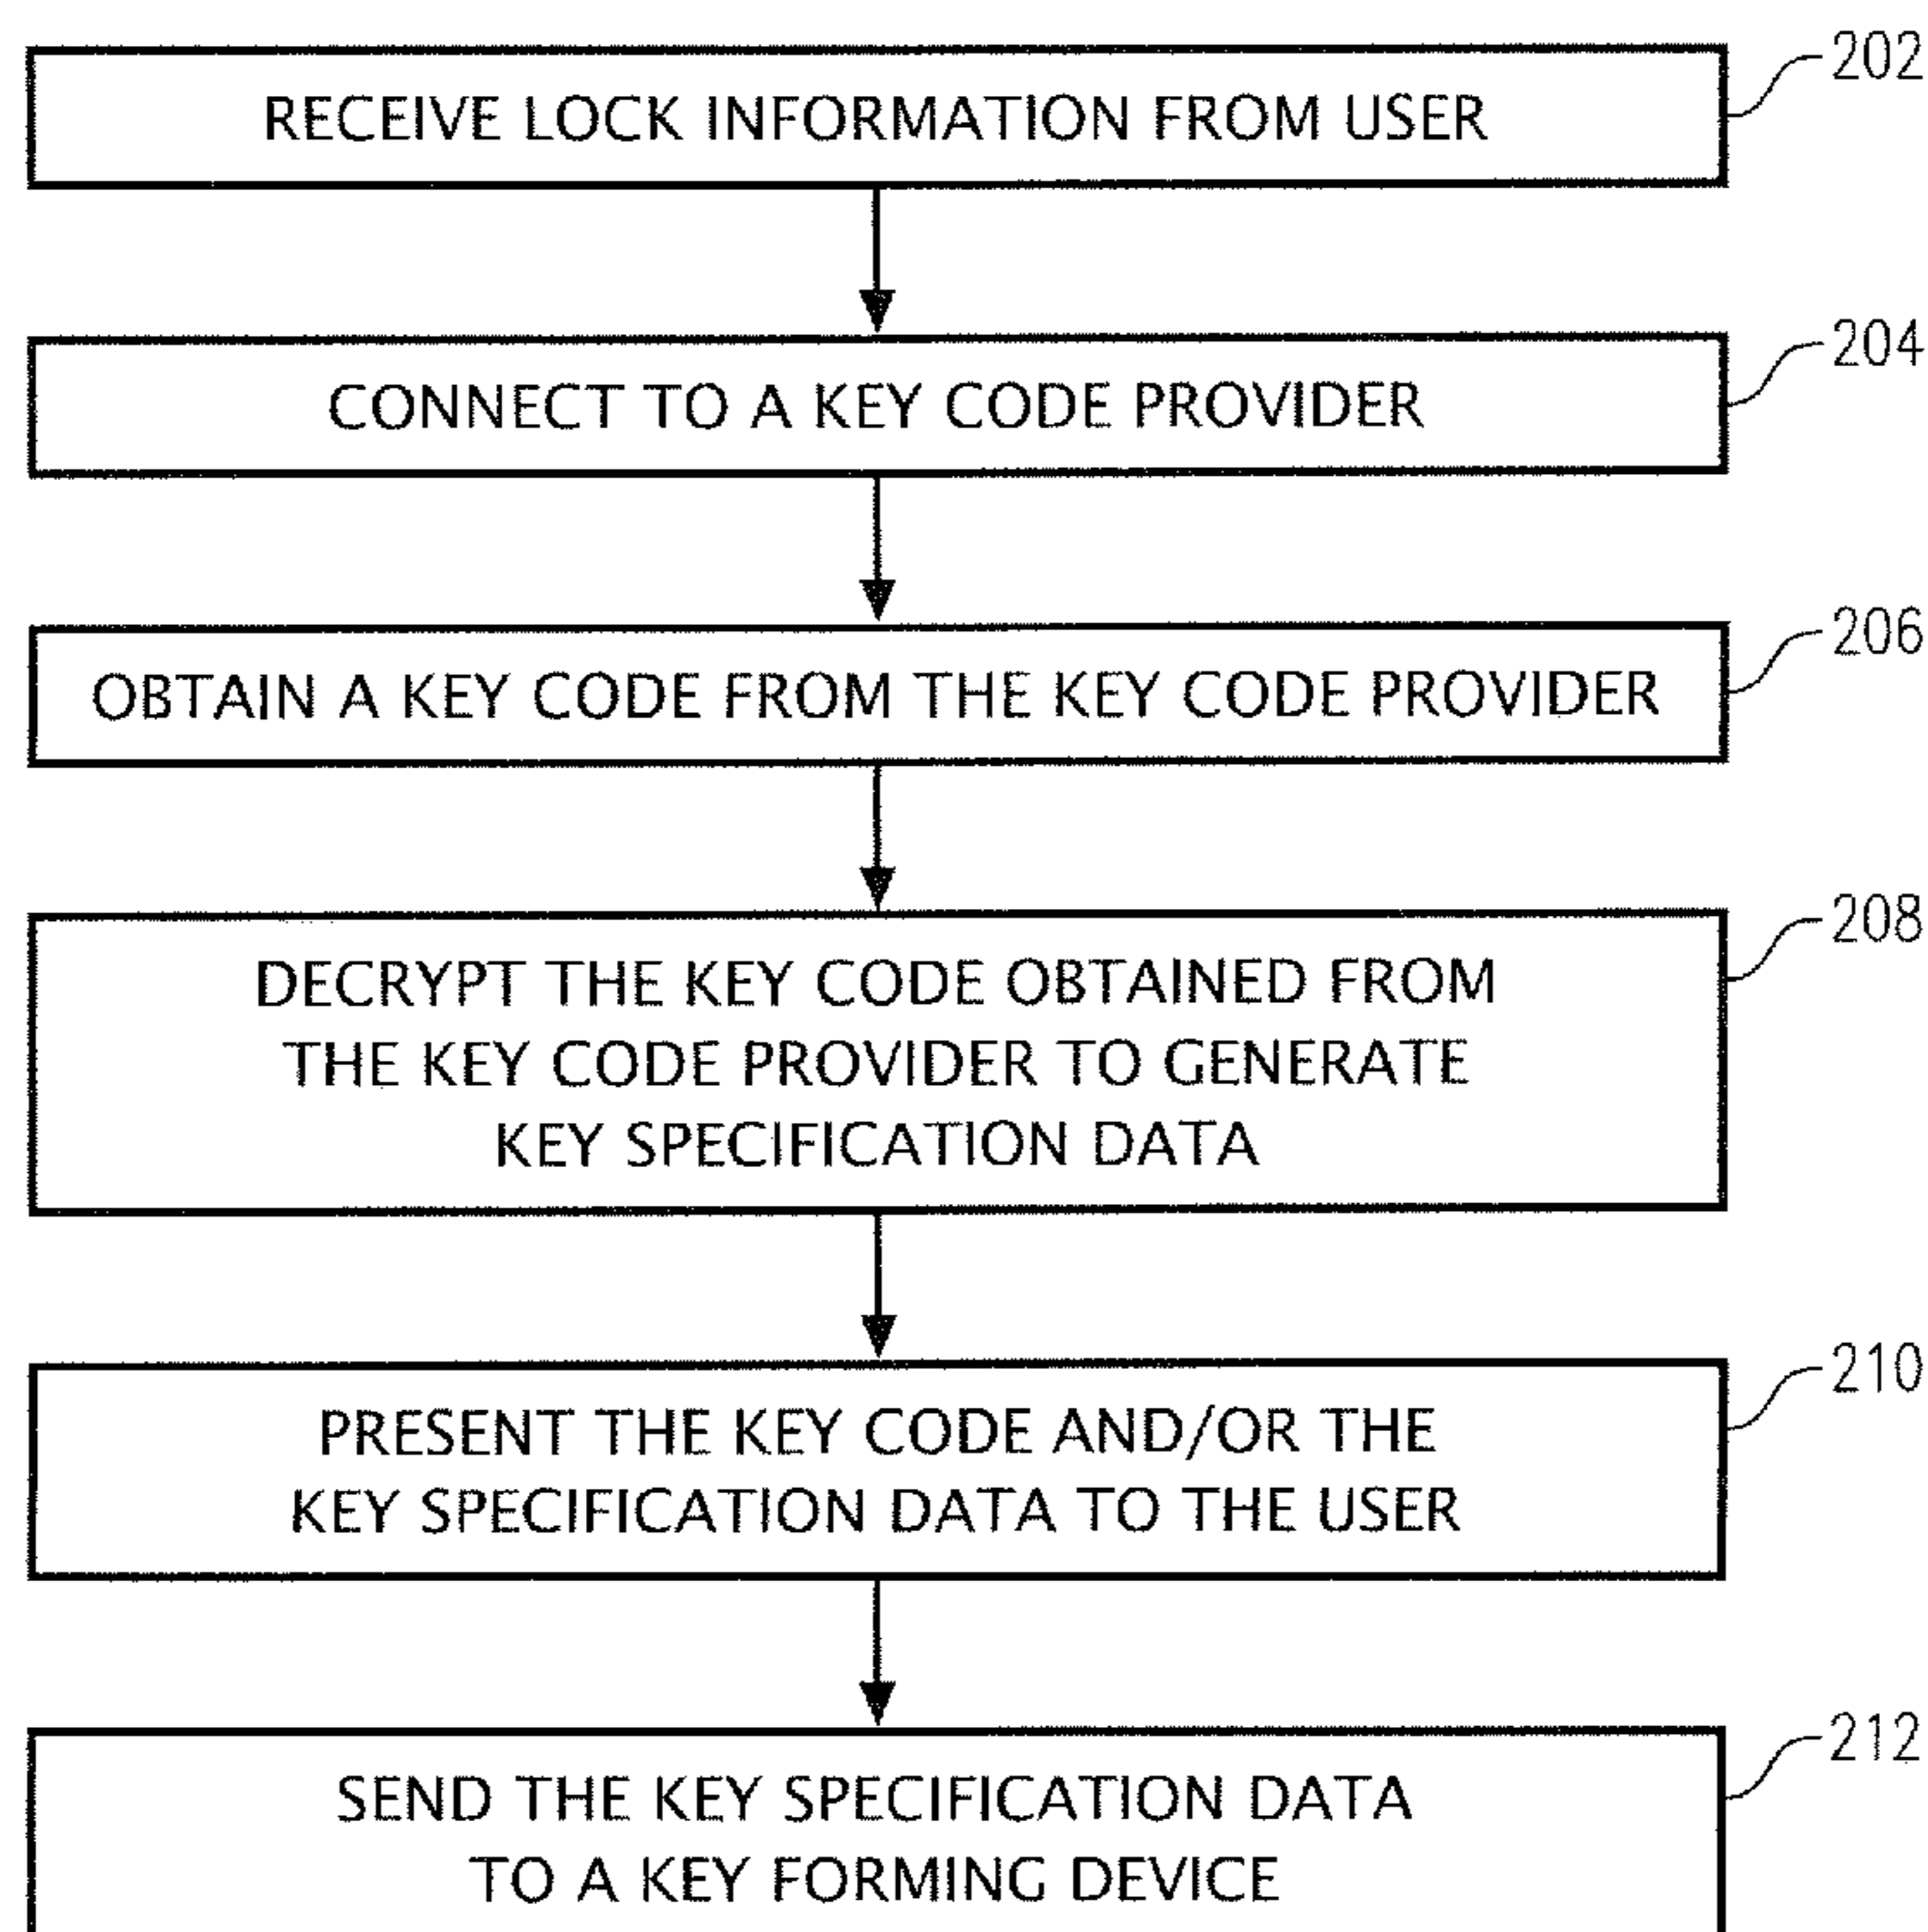 202
RECEIVE LOCK INFORMATION FROM USER
204
CONNECT TO A KEY CODE PROVIDER
206
OBTAIN A KEY CODE FROM THE KEY CODE PROVIDER
208
DECRYPT THE KEY CODE OBTAINED FROM
THE KEY CODE PROVIDER TO GENERATE
KEY SPECIFICATION DATA
210
PRESENT THE KEY CODE AND/OR THE
KEY SPECIFICATION DATA TO THE USER
212
SEND THE KEY SPECIFICATION DATA
TO A KEY FORMING DEVICE